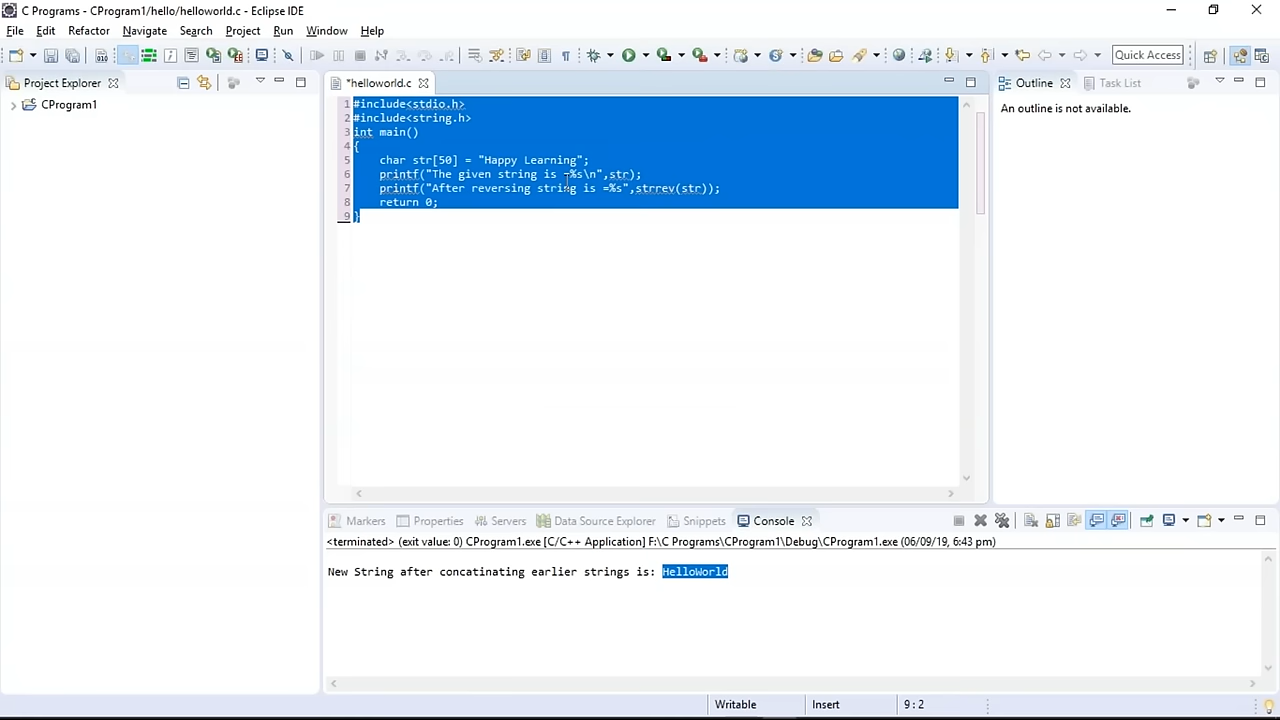 C Programs - CProgram1/hello/helloworld.c - Eclipse IDE
File Edit Refactor Navigate Search Project Run Window Help
Quick Access
Project Explorer
*helloworld.c
Outline Task List
CProgram1
An outline is not available.
1 #include<stdio.h>
2 #include<string.h>
3 int main()
4 {
5 char str[50] = "Happy Learning";
6 printf("The given string is =%s\n",str);
7 printf("After reversing string is =%s",strrev(str));
8 return 0;
9 }
Markers Properties Servers Data Source Explorer Snippets Console
<terminated> (exit value: 0) CProgram1.exe [C/C++ Application] F:\C Programs\CProgram1\Debug\CProgram1.exe (06/09/19, 6:43 pm)
New String after concatinating earlier strings is: HelloWorld
Writable Insert 9 : 2